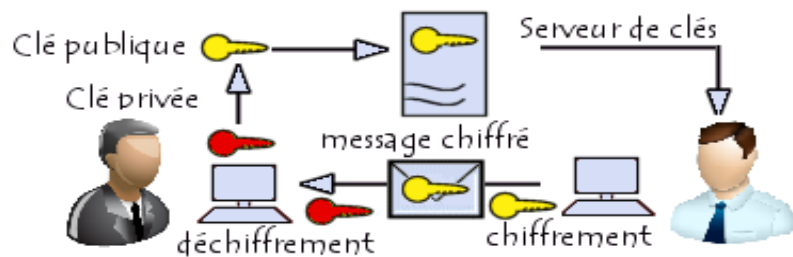 Clé publique
Serveur de clés
Clé privée
message chiffré
déchiffrement
chiffrement